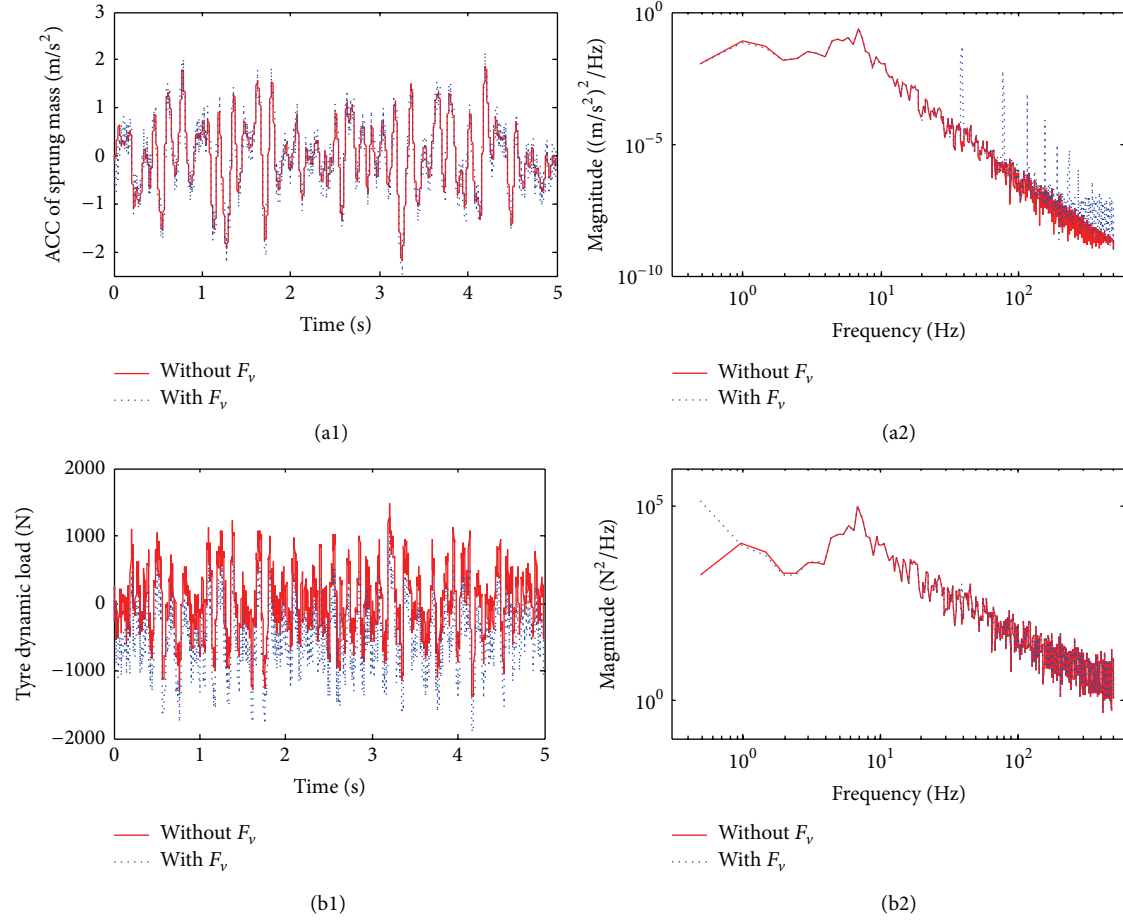 ACC of sprung mass (m/s²)
3
2
1
0
−1
−2
0 1 2 3 4 5
Time (s)
Without Fᵥ
With Fᵥ
(a1)
Magnitude ((m/s²)²/Hz)
10⁰
10⁻⁵
10⁻¹⁰
10⁰ 10¹ 10²
Frequency (Hz)
Without Fᵥ
With Fᵥ
(a2)
Tyre dynamic load (N)
2000
1000
0
−1000
−2000
0 1 2 3 4 5
Time (s)
Without Fᵥ
With Fᵥ
(b1)
Magnitude (N²/Hz)
10⁵
10⁰
10⁰ 10¹ 10²
Frequency (Hz)
Without Fᵥ
With Fᵥ
(b2)